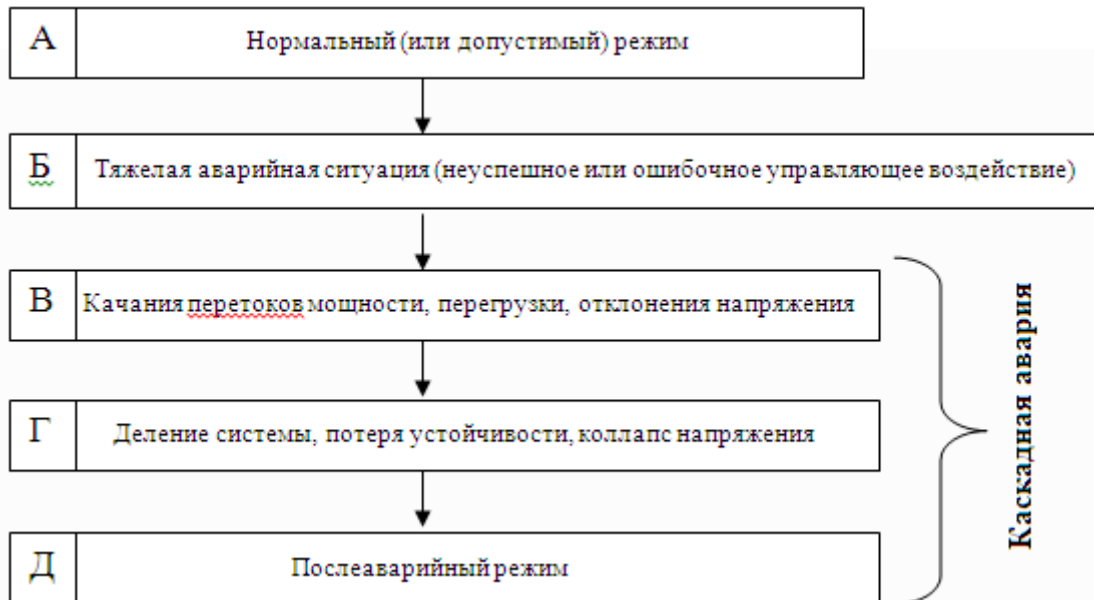 А Нормальный (или допустимый) режим
Б Тяжелая аварийная ситуация (неуспешное или ошибочное управляющее воздействие)
В Качания перетоков мощности, перегрузки, отклонения напряжения
Г Деление системы, потеря устойчивости, коллапс напряжения
Д Послеаварийный режим
Каскадная авария